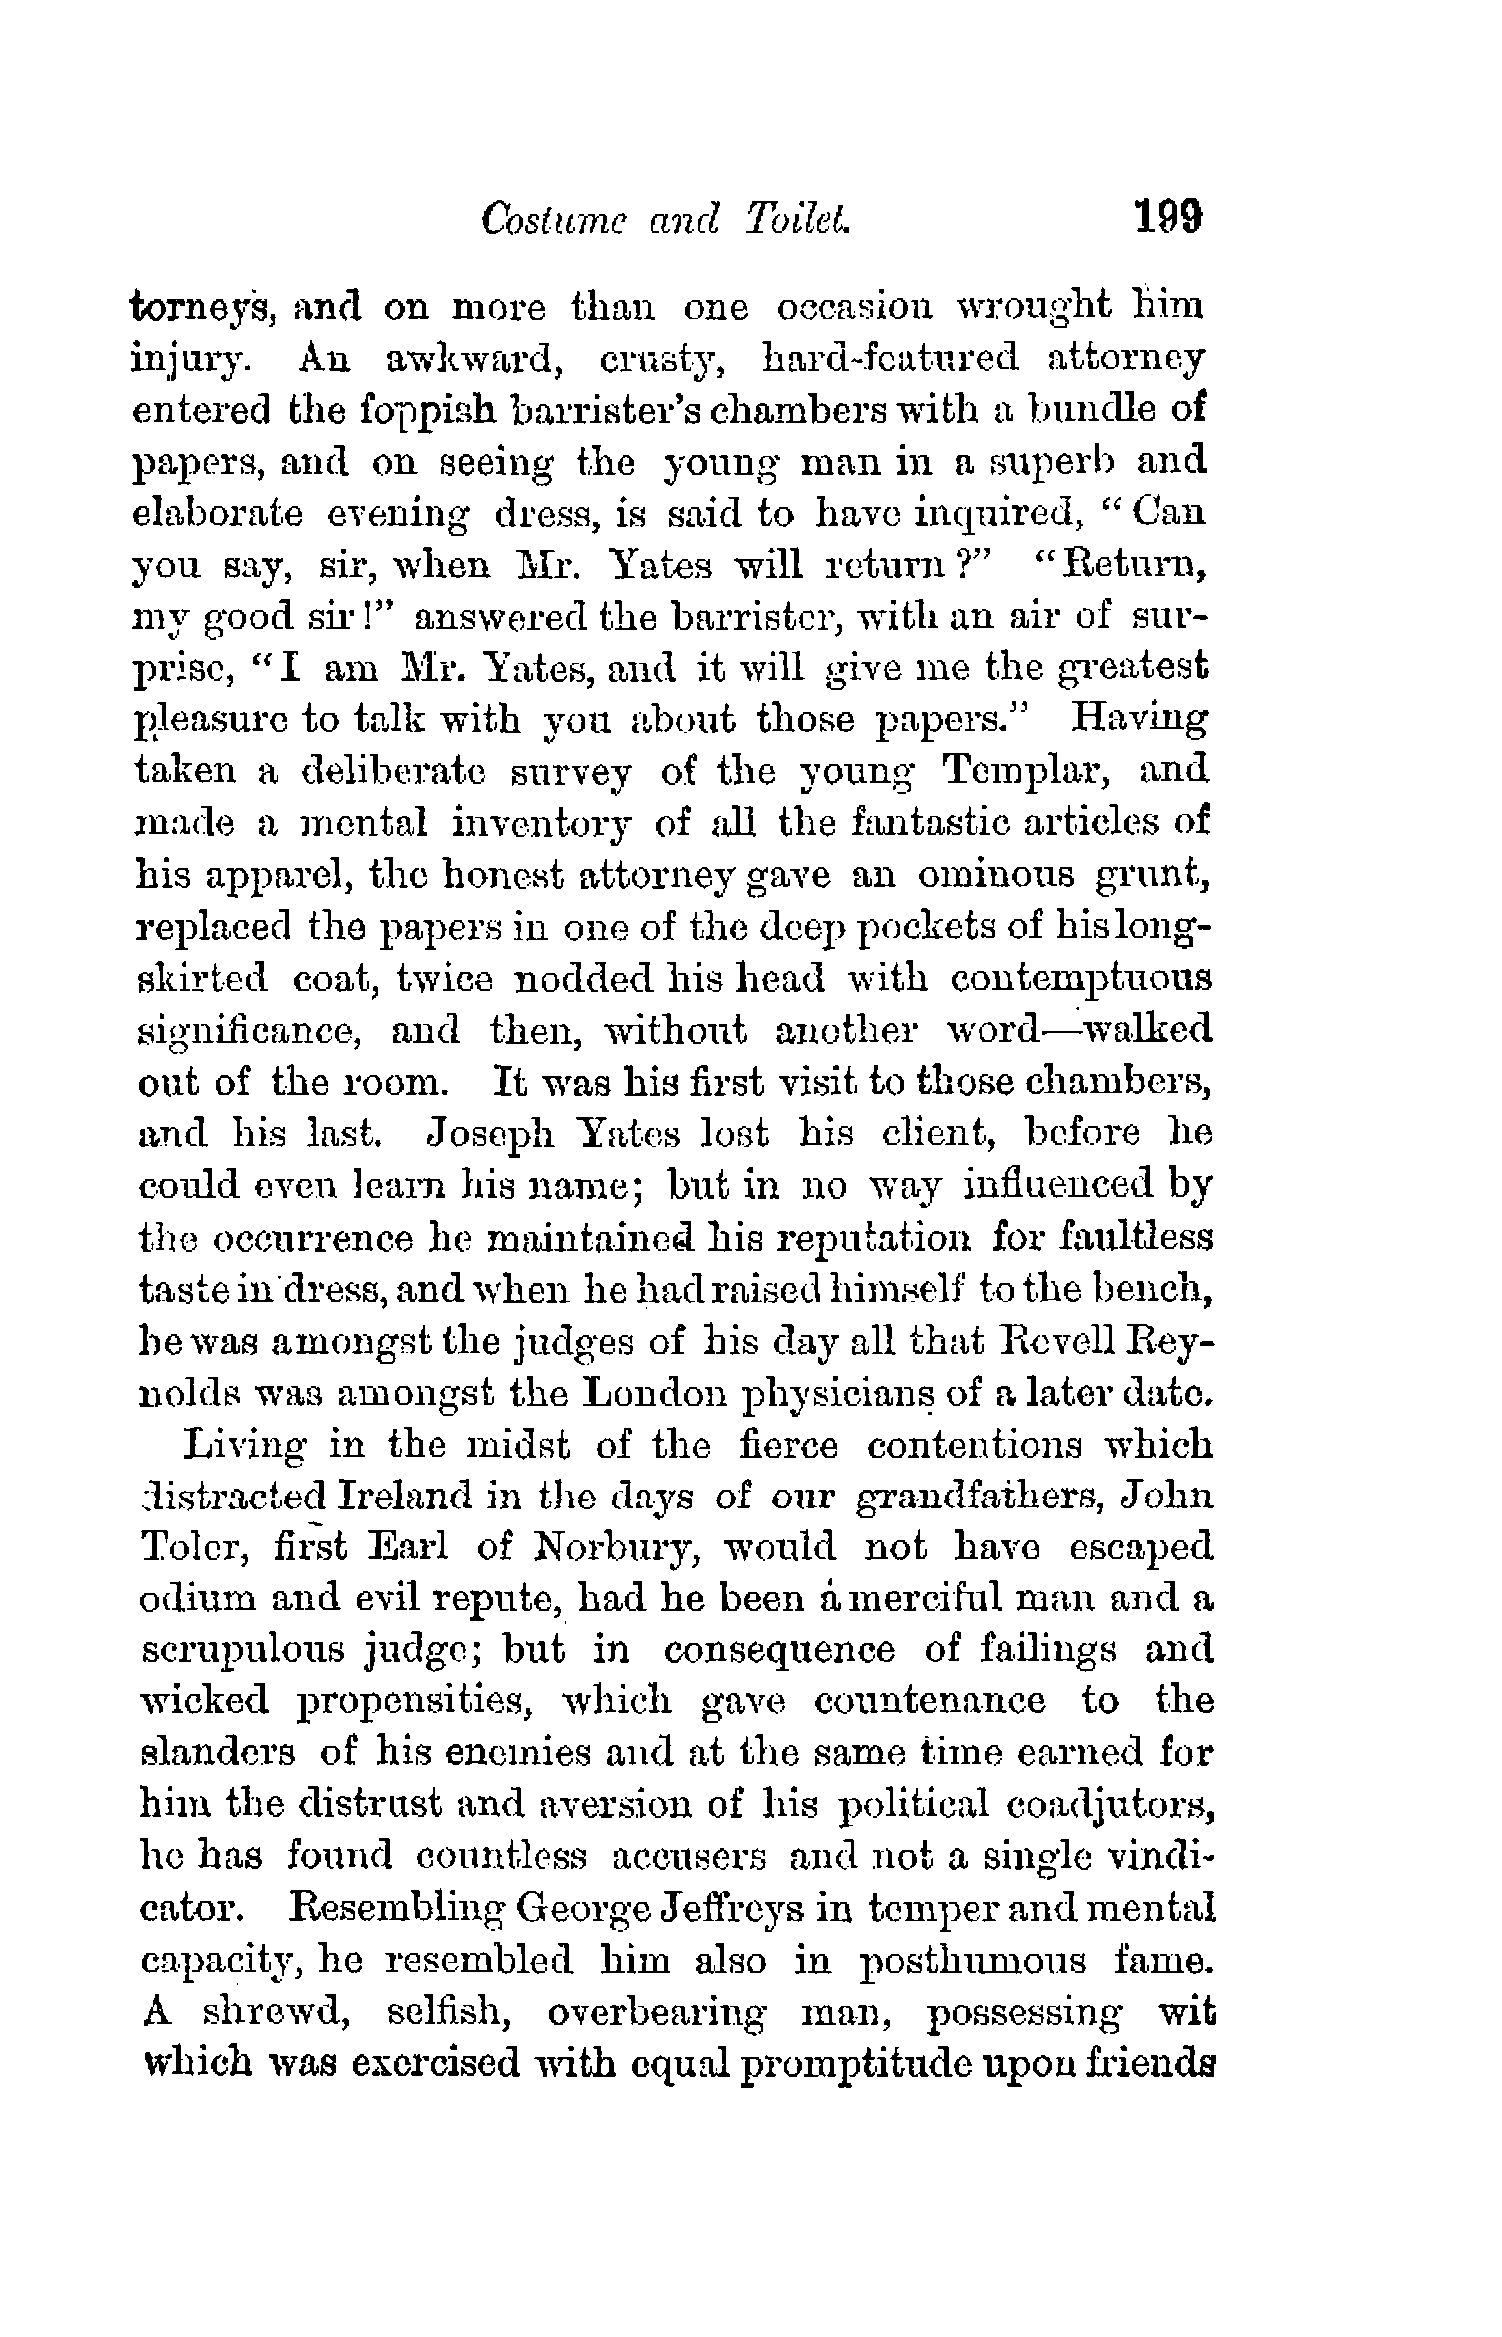 Costume and Toilet. 199
torneys, and on more than one occasion wrought him
injury. An awkward, crusty, hard-featured attorney
entered the foppish barrister's chambers with a bundle of
papers, and on seeing the young man in a superb and
elaborate evening dress, is said to have inquired, “ Can
you say, sir, when Mr. Yates will return ?” “Return,
my good sir !” answered the barrister, with an air of sur-
prise, “I am Mr. Yates, and it will give me the greatest
pleasure to talk with you about those papers.” Having
taken a deliberate survey of the young Templar, and
made a mental inventory of all the fantastic articles of
his apparel, the honest attorney gave an ominous grunt,
replaced the papers in one of the deep pockets of his long-
skirted coat, twice nodded his head with contemptuous
significance, and then, without another word—walked
out of the room. It was his first visit to those chambers,
and his last. Joseph Yates lost his client, before he
could even learn his name; but in no way influenced by
the occurrence he maintained his reputation for faultless
taste in dress, and when he had raised himself to the bench,
he was amongst the judges of his day all that Revell Rey-
nolds was amongst the London physicians of a later date.
Living in the midst of the fierce contentions which
distracted Ireland in the days of our grandfathers, John
Toler, first Earl of Norbury, would not have escaped
odium and evil repute, had he been a merciful man and a
scrupulous judge; but in consequence of failings and
wicked propensities, which gave countenance to the
slanders of his enemies and at the same time earned for
him the distrust and aversion of his political coadjutors,
he has found countless accusers and not a single vindi-
cator. Resembling George Jeffreys in temper and mental
capacity, he resembled him also in posthumous fame.
A shrewd, selfish, overbearing man, possessing wit
which was exercised with equal promptitude upon friends